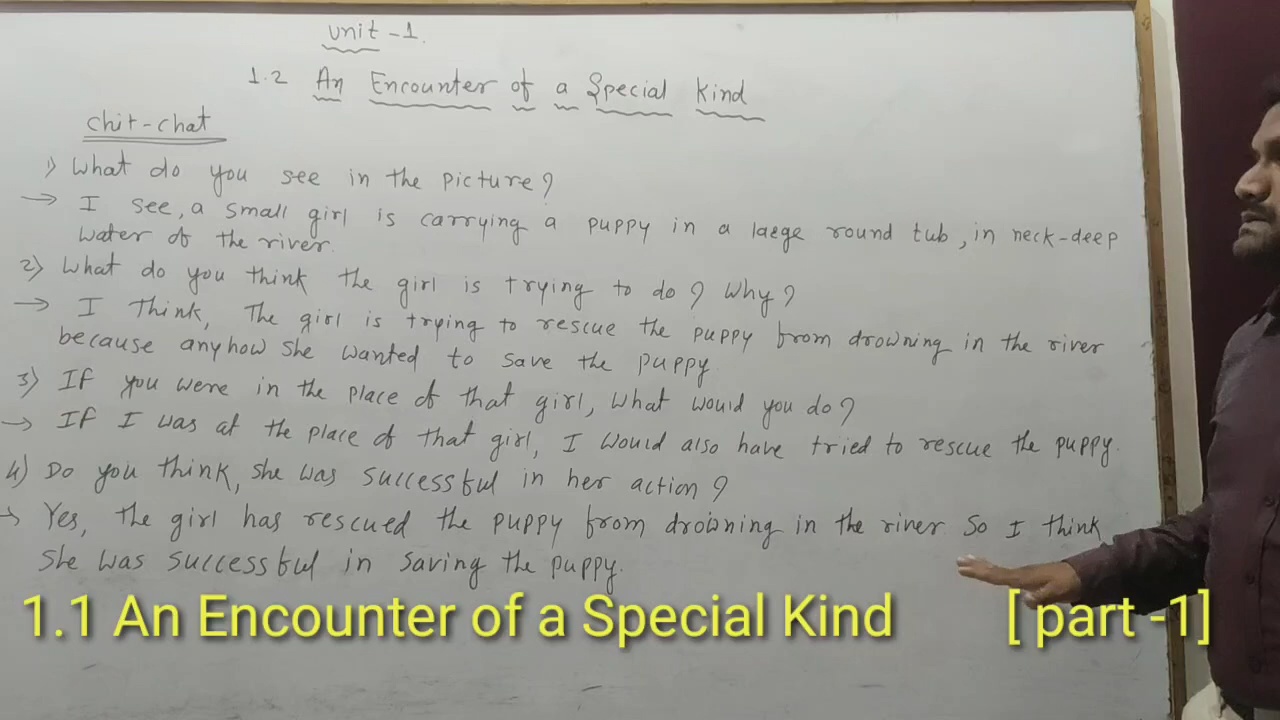 Unit-1.
1.2 An Encounter of a Special Kind
Chit-Chat
1) What do you see in the picture?
→ I see, a small girl is carrying a puppy in a large round tub, in neck-deep
water of the river.
2) What do you think the girl is trying to do? Why?
→ I think, The girl is trying to rescue the puppy from drowning in the river
because anyhow she wanted to save the puppy
3) If you were in the place of that girl, what would you do?
→ If I was at the place of that girl, I would also have tried to rescue the puppy.
4) Do you think, she was successful in her action?
→ Yes, the girl has rescued the puppy from drowning in the river. So I think
she was successful in saving the puppy.
1.1 An Encounter of a Special Kind [ part -1]